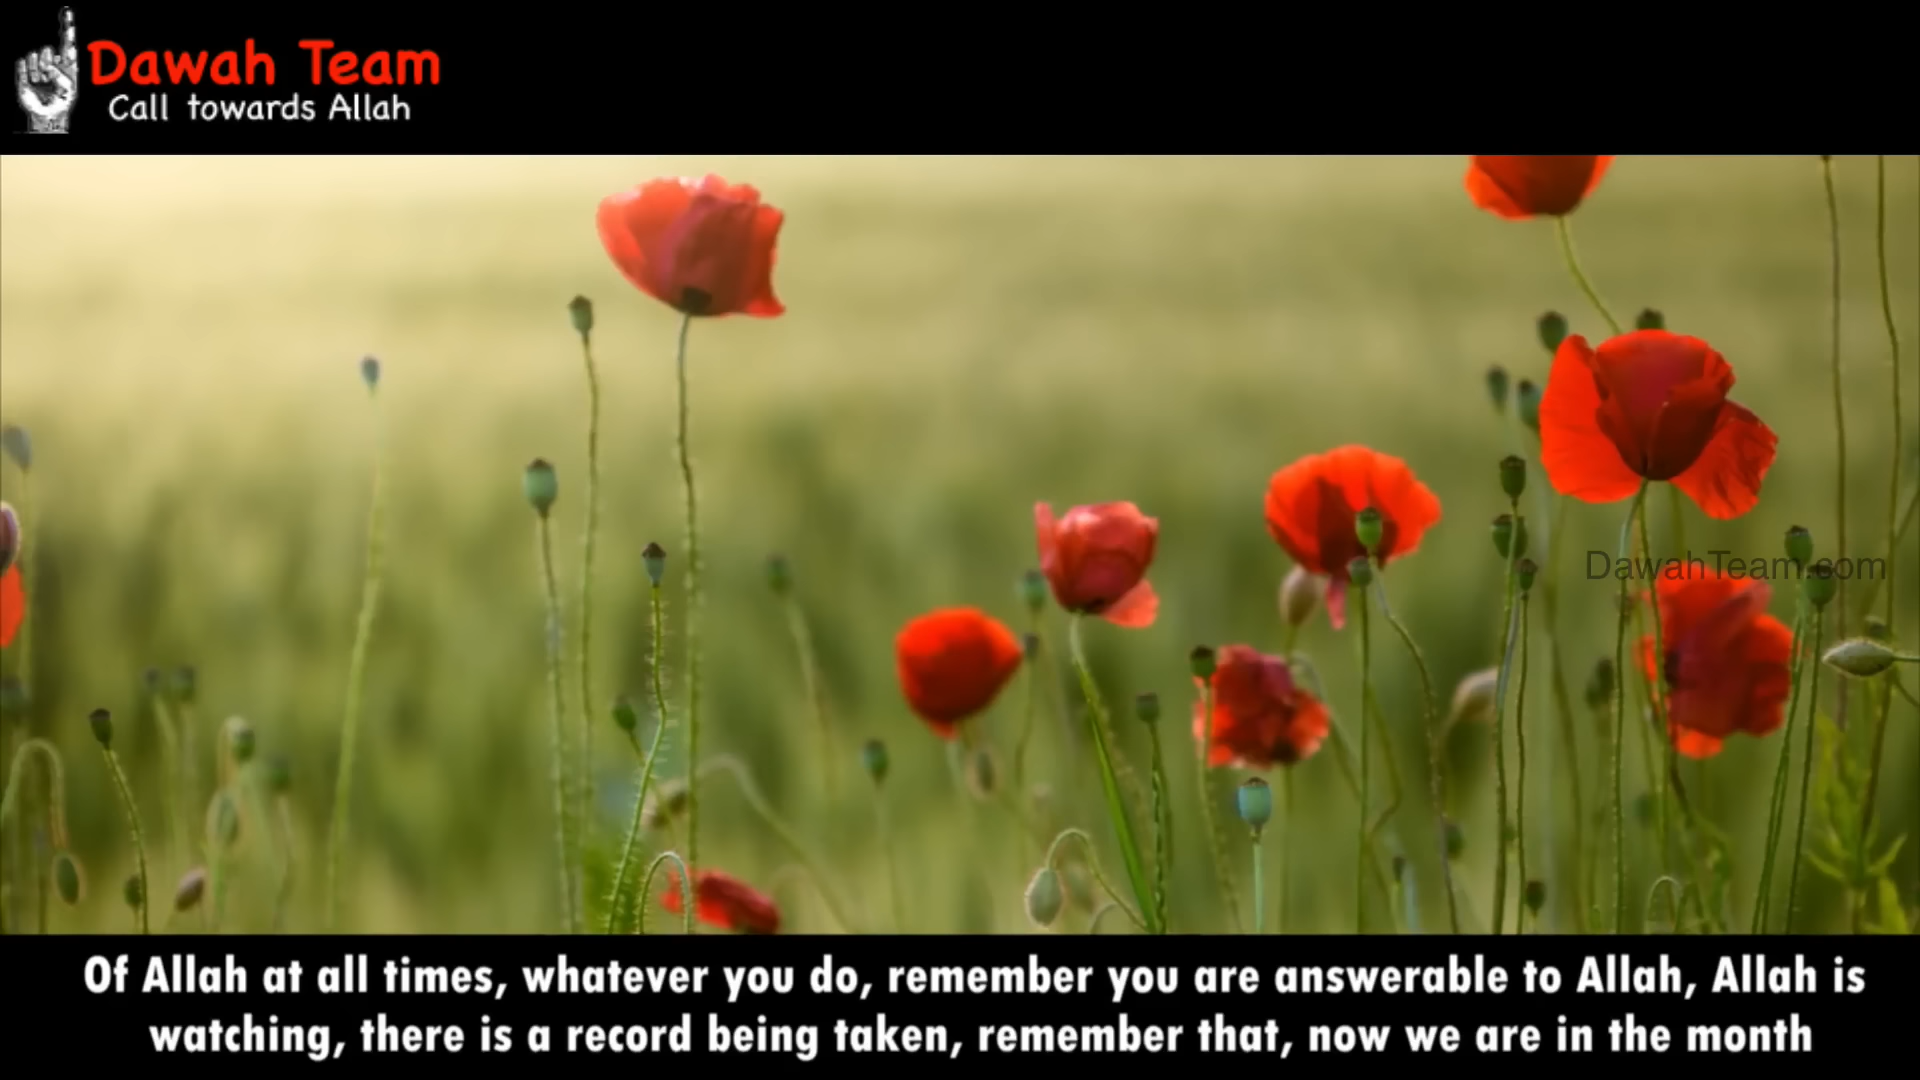 Dawah Team
Call towards Allah
DawahTeam.com
Of Allah at all times, whatever you do, remember you are answerable to Allah, Allah is
watching, there is a record being taken, remember that, now we are in the month